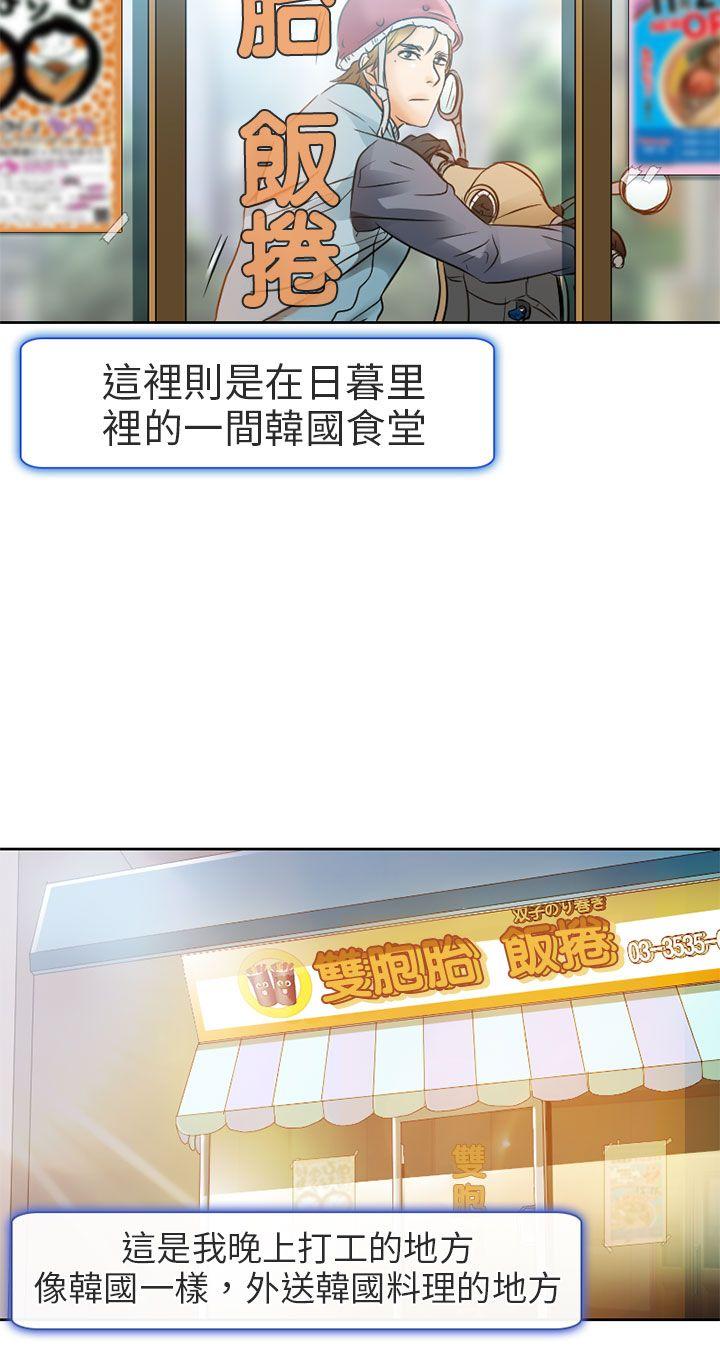 胎
飯
捲
這裡則是在日暮里
裡的一間韓國食堂
双子のり巻き
雙胞胎 飯捲 03-3535-
雙
胞
這是我晚上打工的地方
像韓國一樣，外送韓國料理的地方